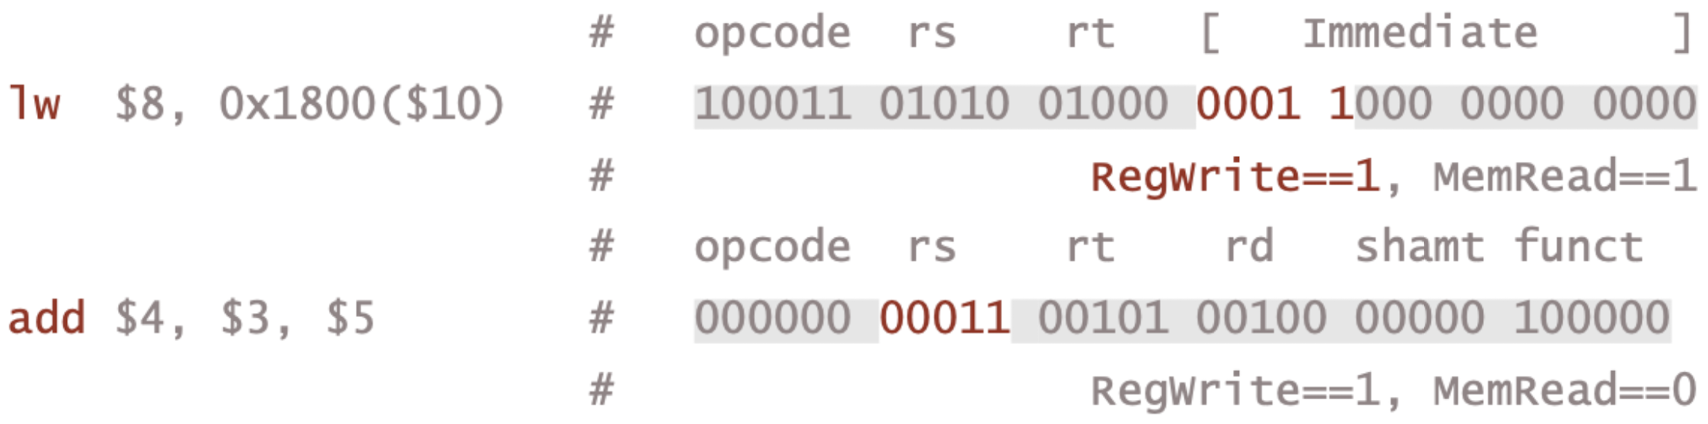 # opcode rs rt [ Immediate ]
lw $8, 0x1800($10) # 100011 01010 01000 0001 1000 0000 0000
# RegWrite==1, MemRead==1
# opcode rs rt rd shamt funct
add $4, $3, $5 # 000000 00011 00101 00100 00000 100000
# RegWrite==1, MemRead==0